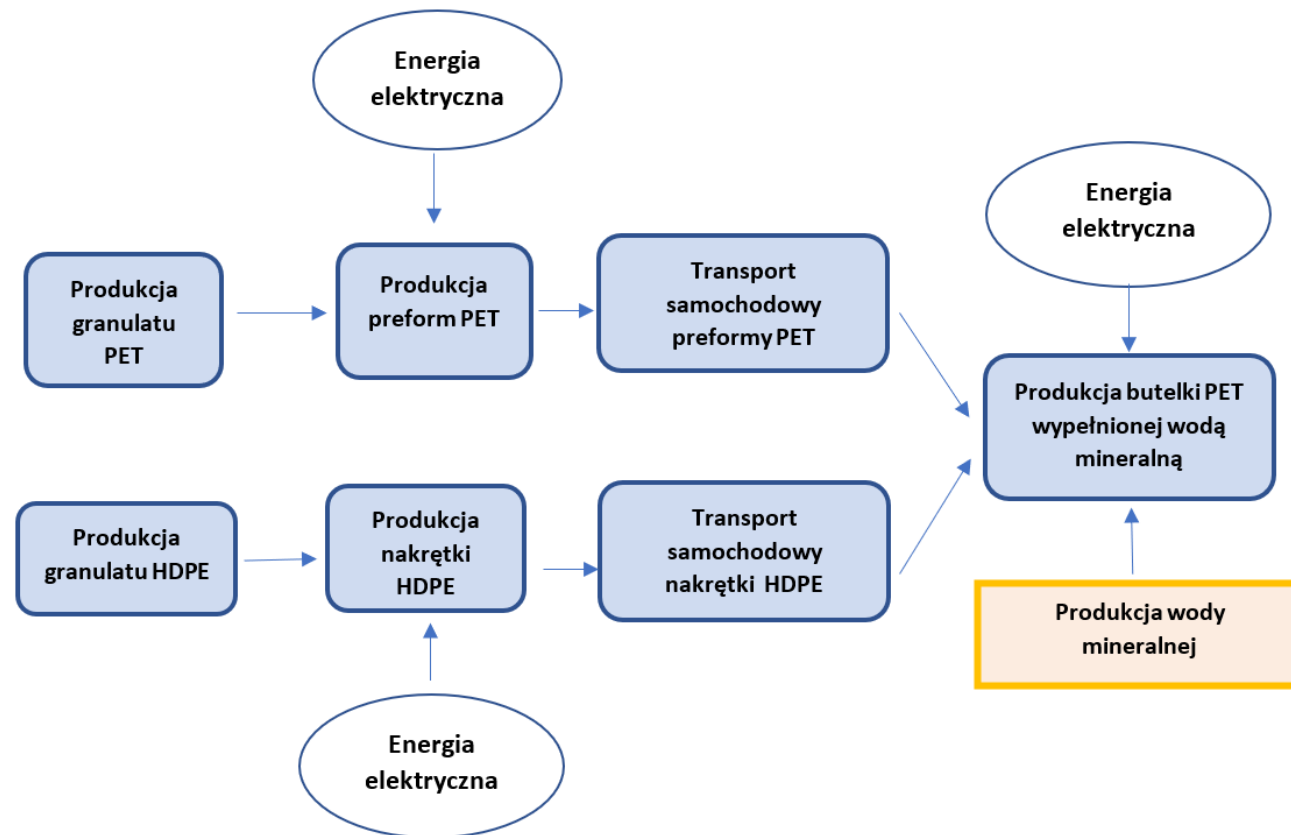 Energia
elektryczna
Energia
elektryczna
Produkcja
granulatu
PET
Produkcja
preform PET
Transport
samochodowy
preformy PET
Produkcja butelki PET
wypełnionej wodą
mineralną
Produkcja
granulatu HDPE
Produkcja
nakrętki
HDPE
Transport
samochodowy
nakrętki HDPE
Produkcja wody
mineralnej
Energia
elektryczna